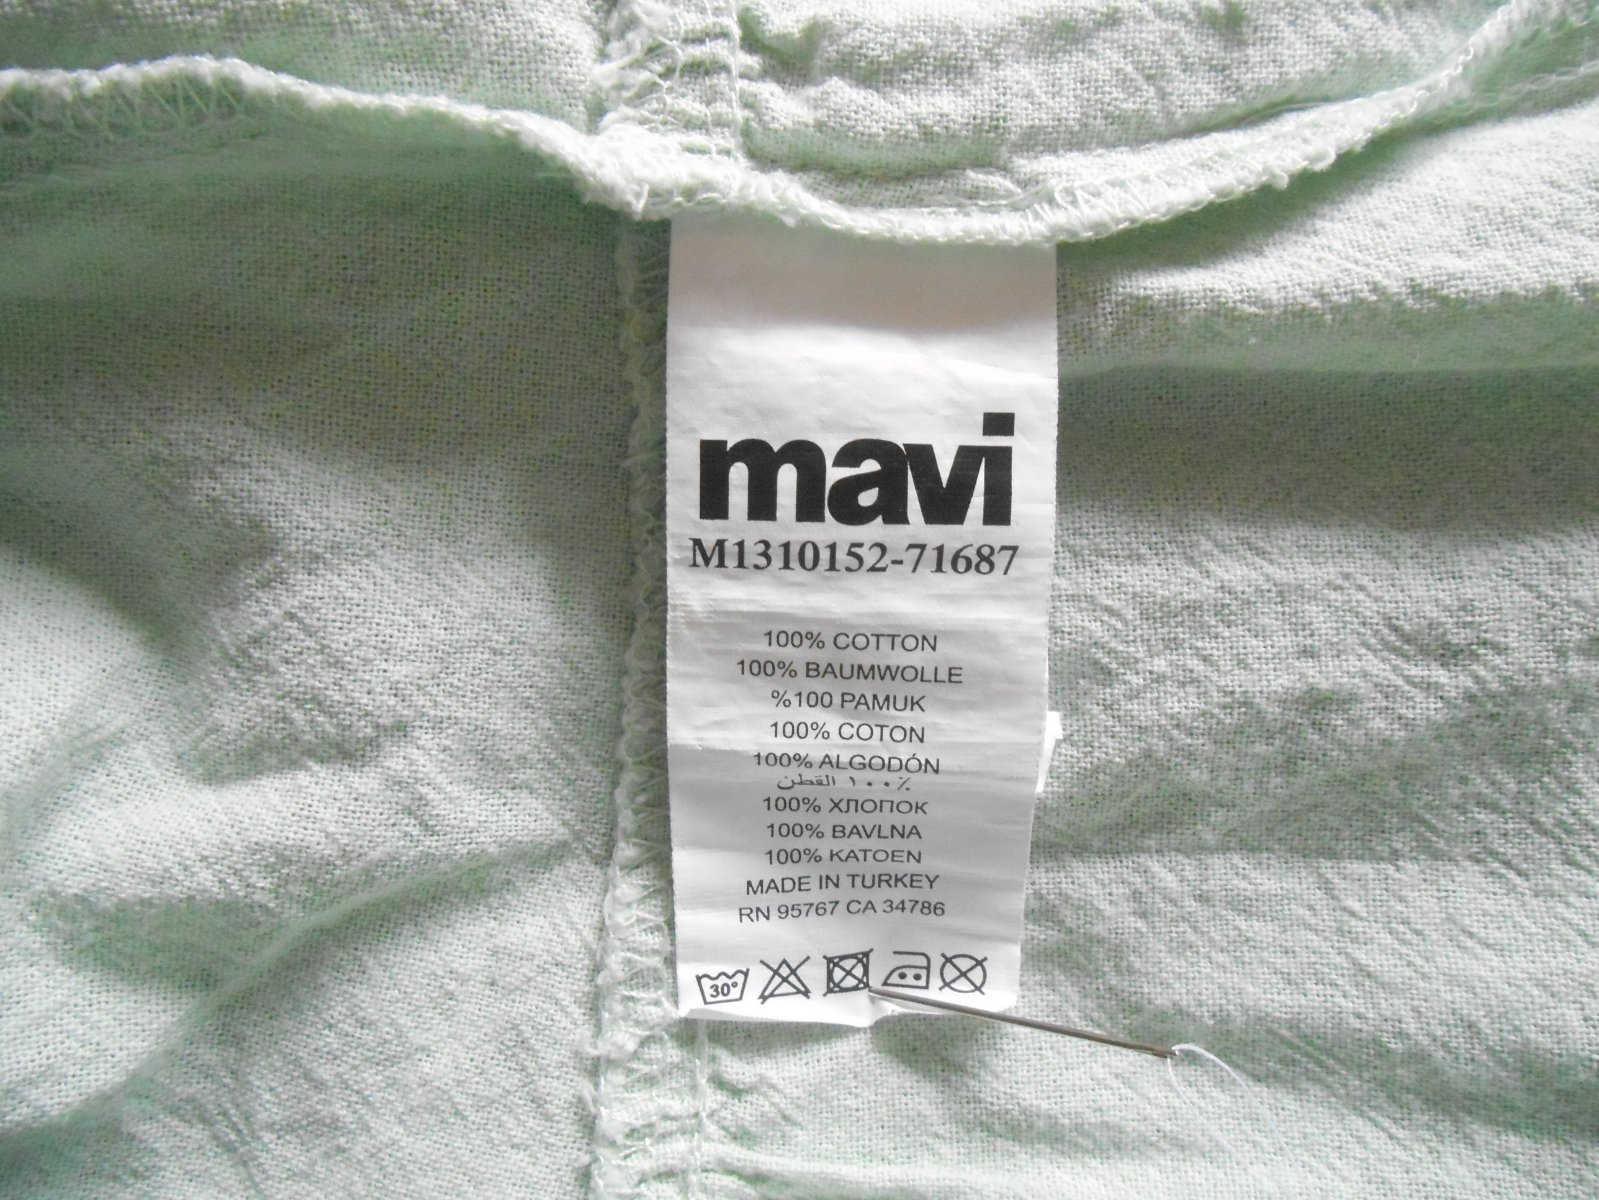 mavi
M1310152-71687
100% COTTON
100% BAUMWOLLE
%100 PAMUK
100% COTON
100% ALGODÓN
٪١٠٠ القطن
100% ХЛОПОК
100% BAVLNA
100% KATOEN
MADE IN TURKEY
RN 95767 CA 34786
30°